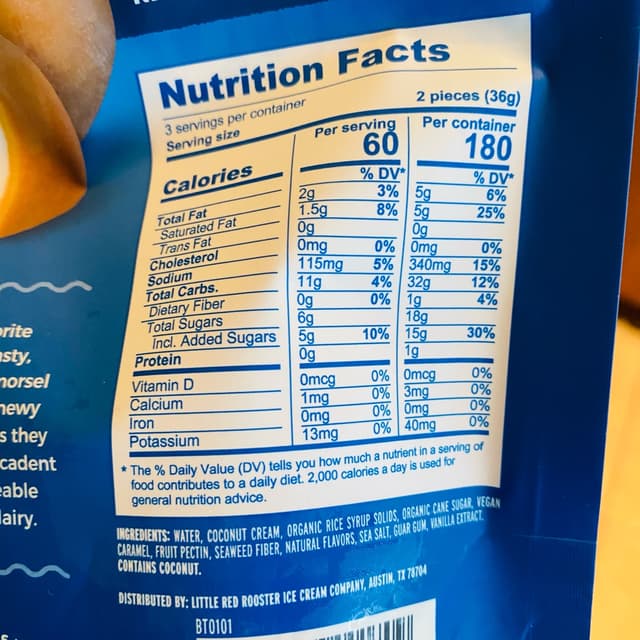 Nutrition Facts
3 servings per container
Serving size 2 pieces (36g)
Per serving Per container
Calories 60 180
% DV* % DV*
Total Fat 2g 3% 5g 6%
Saturated Fat 1.5g 8% 5g 25%
Trans Fat 0g 0g
Cholesterol 0mg 0% 0mg 0%
Sodium 115mg 5% 340mg 15%
Total Carbs. 11g 4% 32g 12%
Dietary Fiber 0g 0% 1g 4%
Total Sugars 6g 18g
Incl. Added Sugars 5g 10% 15g 30%
Protein 0g 1g
Vitamin D 0mcg 0% 0mcg 0%
Calcium 1mg 0% 3mg 0%
Iron 0mg 0% 0mg 0%
Potassium 13mg 0% 40mg 0%
* The % Daily Value (DV) tells you how much a nutrient in a serving of
food contributes to a daily diet. 2,000 calories a day is used for
general nutrition advice.
INGREDIENTS: WATER, COCONUT CREAM, ORGANIC RICE SYRUP SOLIDS, ORGANIC CANE SUGAR, VEGAN
CARAMEL, FRUIT PECTIN, SEAWEED FIBER, NATURAL FLAVORS, SEA SALT, GUAR GUM, VANILLA EXTRACT.
CONTAINS COCONUT.
DISTRIBUTED BY: LITTLE RED ROOSTER ICE CREAM COMPANY, AUSTIN, TX 78704
BT0101
they